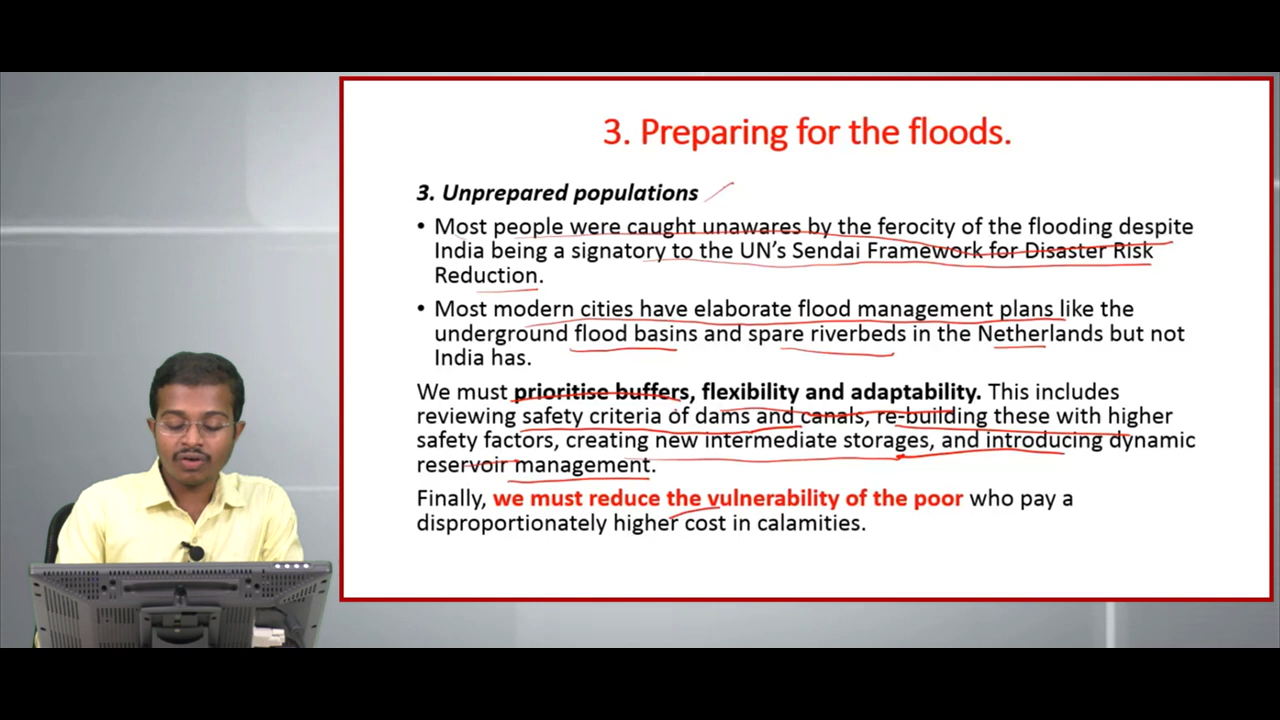 3. Preparing for the floods.
3. Unprepared populations
• Most people were caught unawares by the ferocity of the flooding despite
India being a signatory to the UN's Sendai Framework for Disaster Risk
Reduction.
• Most modern cities have elaborate flood management plans like the
underground flood basins and spare riverbeds in the Netherlands but not
India has.
We must prioritise buffers, flexibility and adaptability. This includes
reviewing safety criteria of dams and canals, re-building these with higher
safety factors, creating new intermediate storages, and introducing dynamic
reservoir management.
Finally, we must reduce the vulnerability of the poor who pay a
disproportionately higher cost in calamities.